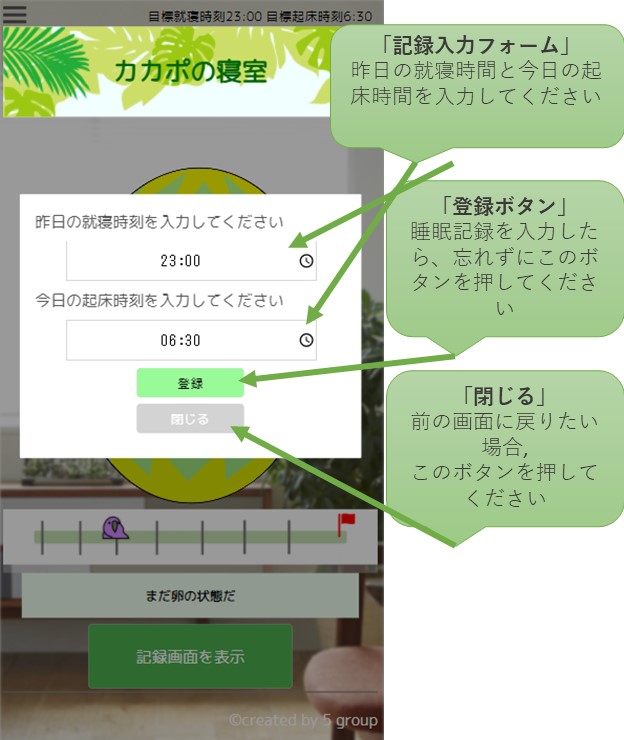 目標就寝時刻23:00 目標起床時刻6:30
カカポの寝室
昨日の就寝時刻を入力してください
23:00
今日の起床時刻を入力してください
06:30
登録
閉じる
まだ卵の状態だ
記録画面を表示
©created by 5 group
「記録入力フォーム」
昨日の就寝時間と今日の起
床時間を入力してください
「登録ボタン」
睡眠記録を入力した
ら、忘れずにこのボ
タンを押してくださ
い
「閉じる」
前の画面に戻りたい
場合,
このボタンを押して
ください